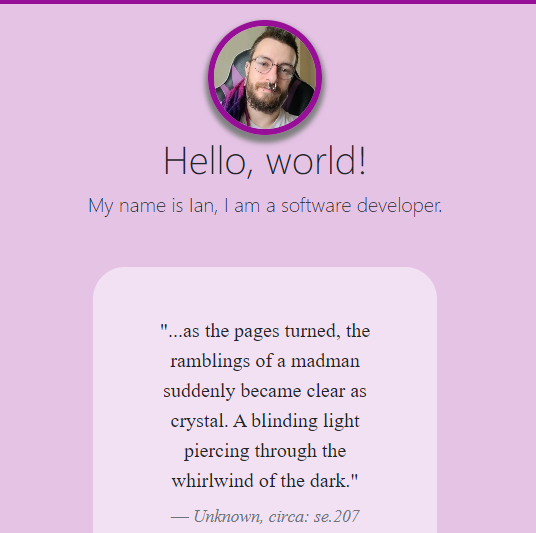 Hello, world!
My name is Ian, I am a software developer.
"...as the pages turned, the
ramblings of a madman
suddenly became clear as
crystal. A blinding light
piercing through the
whirlwind of the dark."
— Unknown, circa: se.207